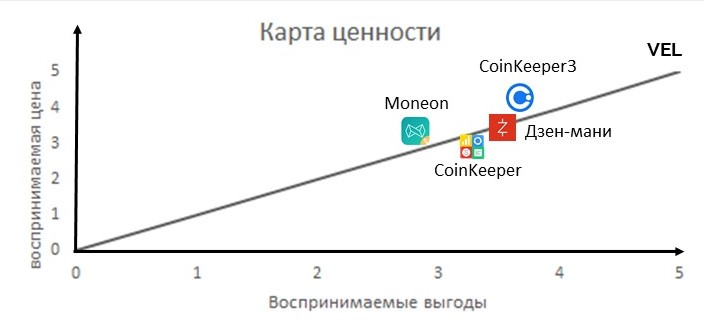 Карта ценности
VEL
CoinKeeper3
Moneon
Дзен-мани
CoinKeeper
воспринимаемая цена
5
4
3
2
1
0
0 1 2 3 4 5
Воспринимаемые выгоды